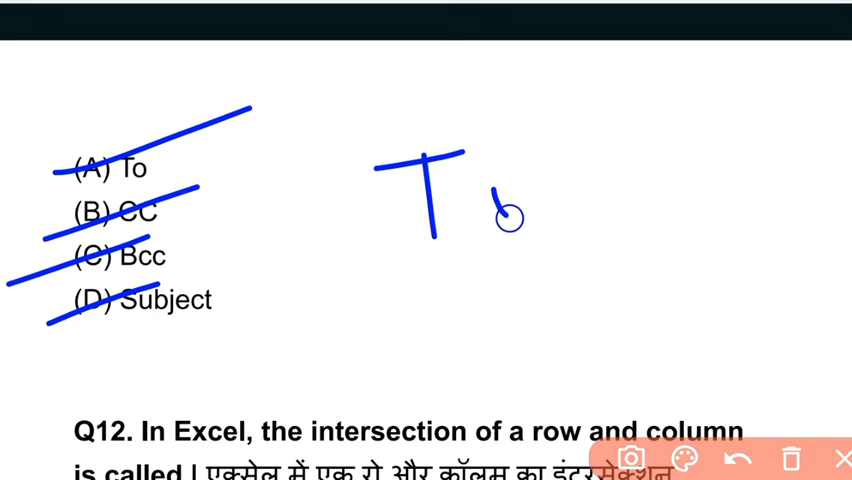 (A) To
(B) CC
(C) Bcc
(D) Subject
T
Q12. In Excel, the intersection of a row and column
is called | एक्सेल में एक रो और कॉलम का इंटरसेक्शन